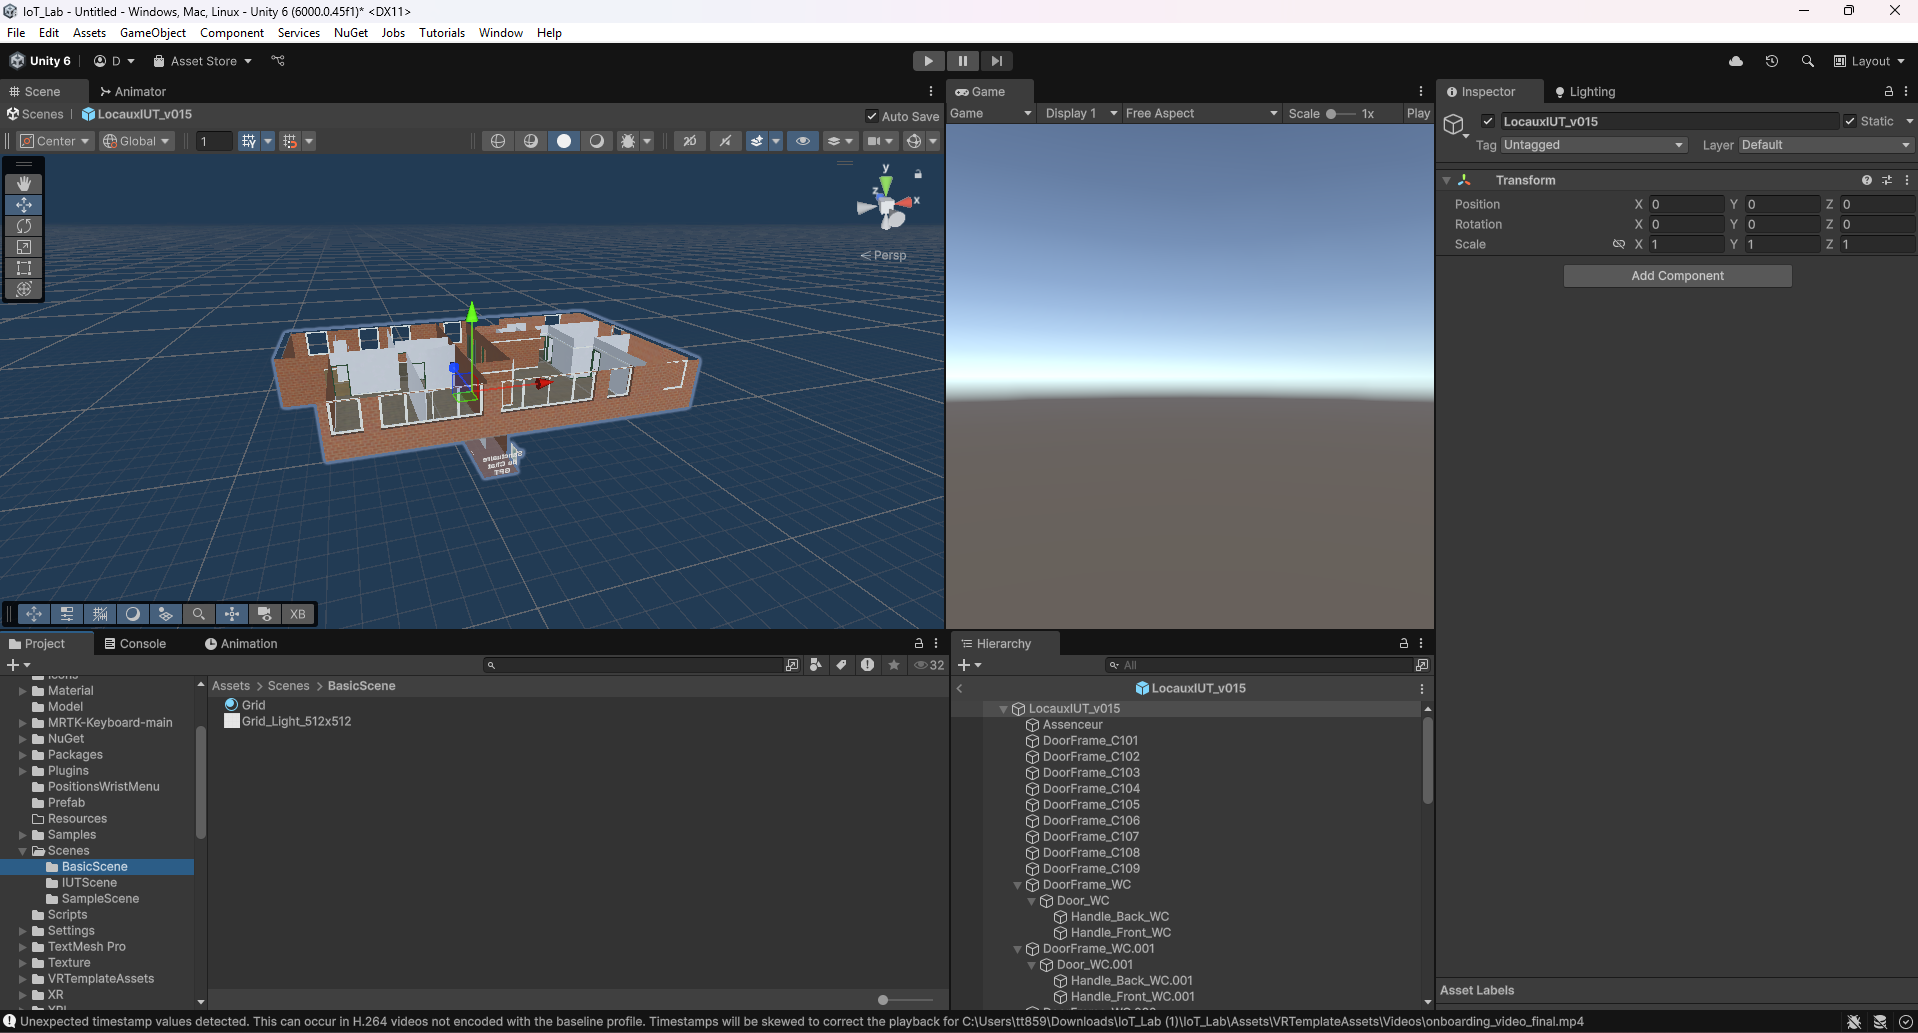 IoT_Lab - Untitled - Windows, Mac, Linux - Unity 6 (6000.0.45f1)* <DX11>
File Edit Assets GameObject Component Services NuGet Jobs Tutorials Window Help
Unity 6 D Asset Store Layout
Scene Animator
Scenes LocauxIUT_v015 Auto Save
Center Global 1 2D
y
z
x
Persp
Sanctuaire
du Chat
GPT
XB
Game
Game Display 1 Free Aspect Scale 1x Play
Inspector Lighting
LocauxIUT_v015 Static
Tag Untagged Layer Default
Transform
Position X 0 Y 0 Z 0
Rotation X 0 Y 0 Z 0
Scale X 1 Y 1 Z 1
Add Component
Asset Labels
Project Console Animation
32
Icons
Material
Model
MRTK-Keyboard-main
NuGet
Packages
Plugins
PositionsWristMenu
Prefab
Resources
Samples
Scenes
BasicScene
IUTScene
SampleScene
Scripts
Settings
TextMesh Pro
Texture
VRTemplateAssets
XR
XRI
Assets > Scenes > BasicScene
Grid
Grid_Light_512x512
Hierarchy
All
LocauxIUT_v015
LocauxIUT_v015
Assenceur
DoorFrame_C101
DoorFrame_C102
DoorFrame_C103
DoorFrame_C104
DoorFrame_C105
DoorFrame_C106
DoorFrame_C107
DoorFrame_C108
DoorFrame_C109
DoorFrame_WC
Door_WC
Handle_Back_WC
Handle_Front_WC
DoorFrame_WC.001
Door_WC.001
Handle_Back_WC.001
Handle_Front_WC.001
Unexpected timestamp values detected. This can occur in H.264 videos not encoded with the baseline profile. Timestamps will be skewed to correct the playback for C:\Users\tt859\Downloads\IoT_Lab (1)\IoT_Lab\Assets\VRTemplateAssets\Videos\onboarding_video_final.mp4